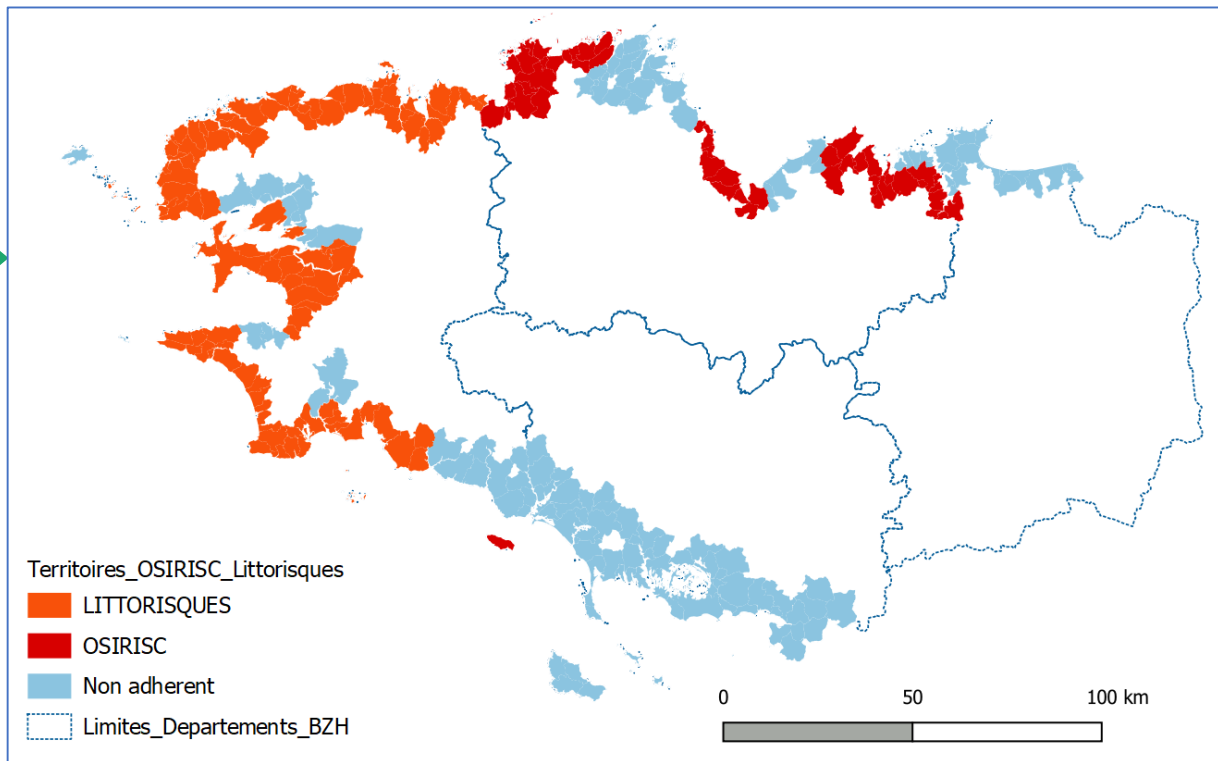 Territoires_OSIRISC_Littorisques
LITTORISQUES
OSIRISC
Non adherent
Limites_Departements_BZH
0 50 100 km